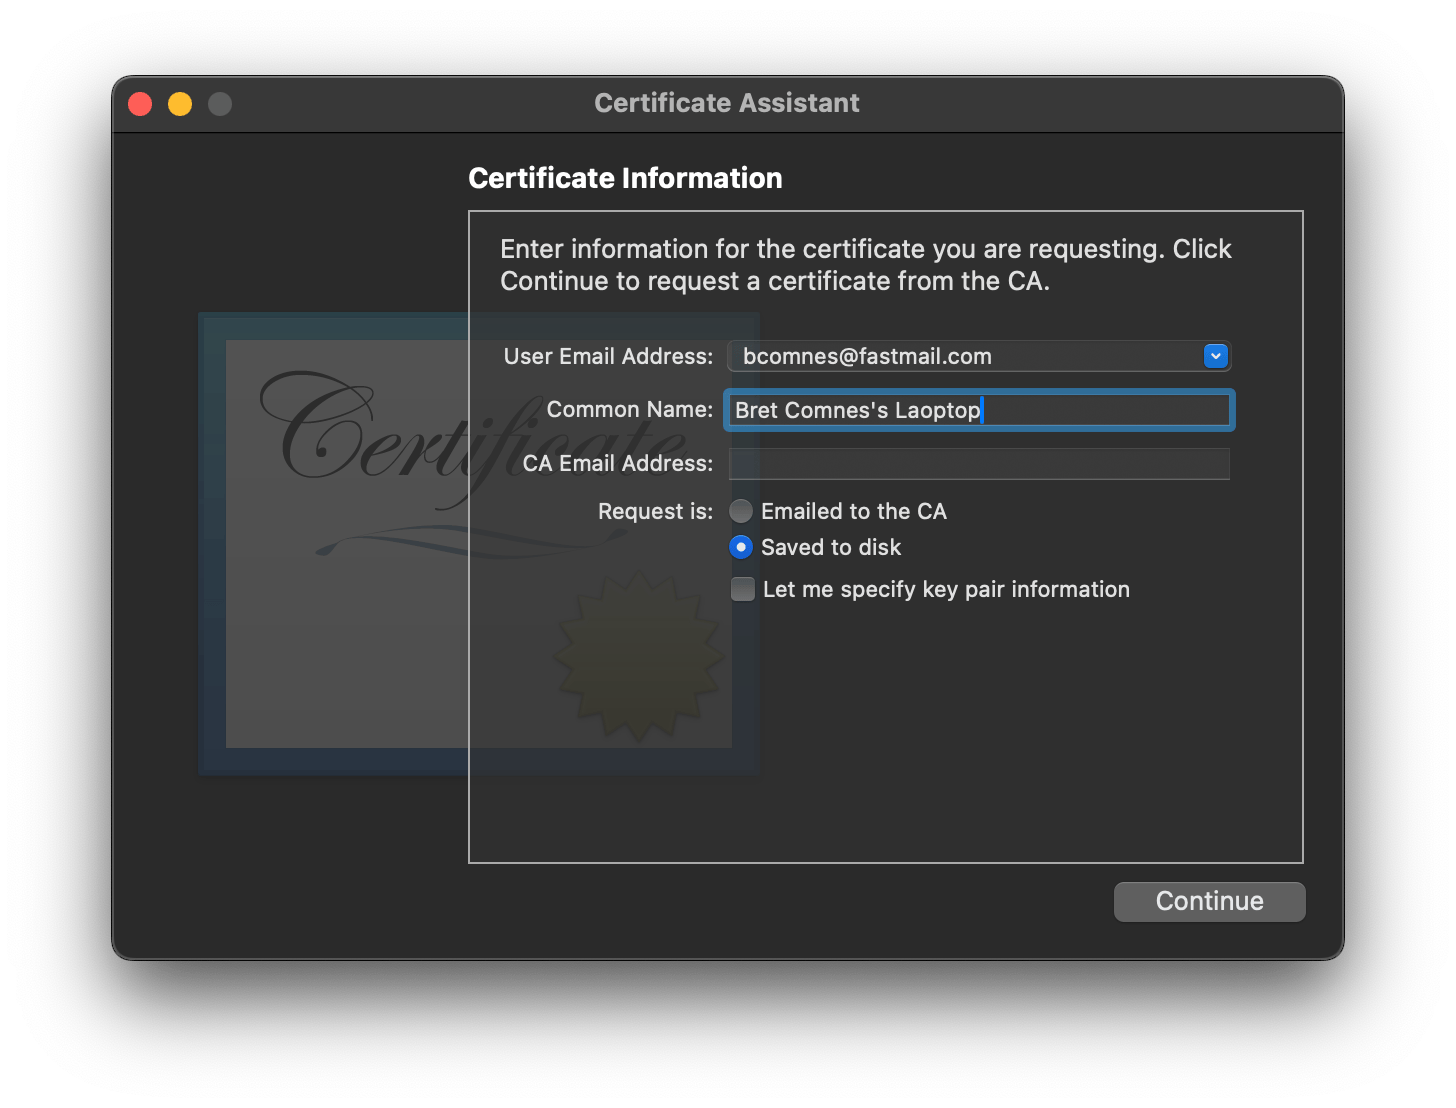 Certificate Assistant
Certificate Information
Enter information for the certificate you are requesting. Click
Continue to request a certificate from the CA.
User Email Address: bcomnes@fastmail.com
Common Name: Bret Comnes's Laoptop
CA Email Address:
Request is: Emailed to the CA
Saved to disk
Let me specify key pair information
Certificate
Continue